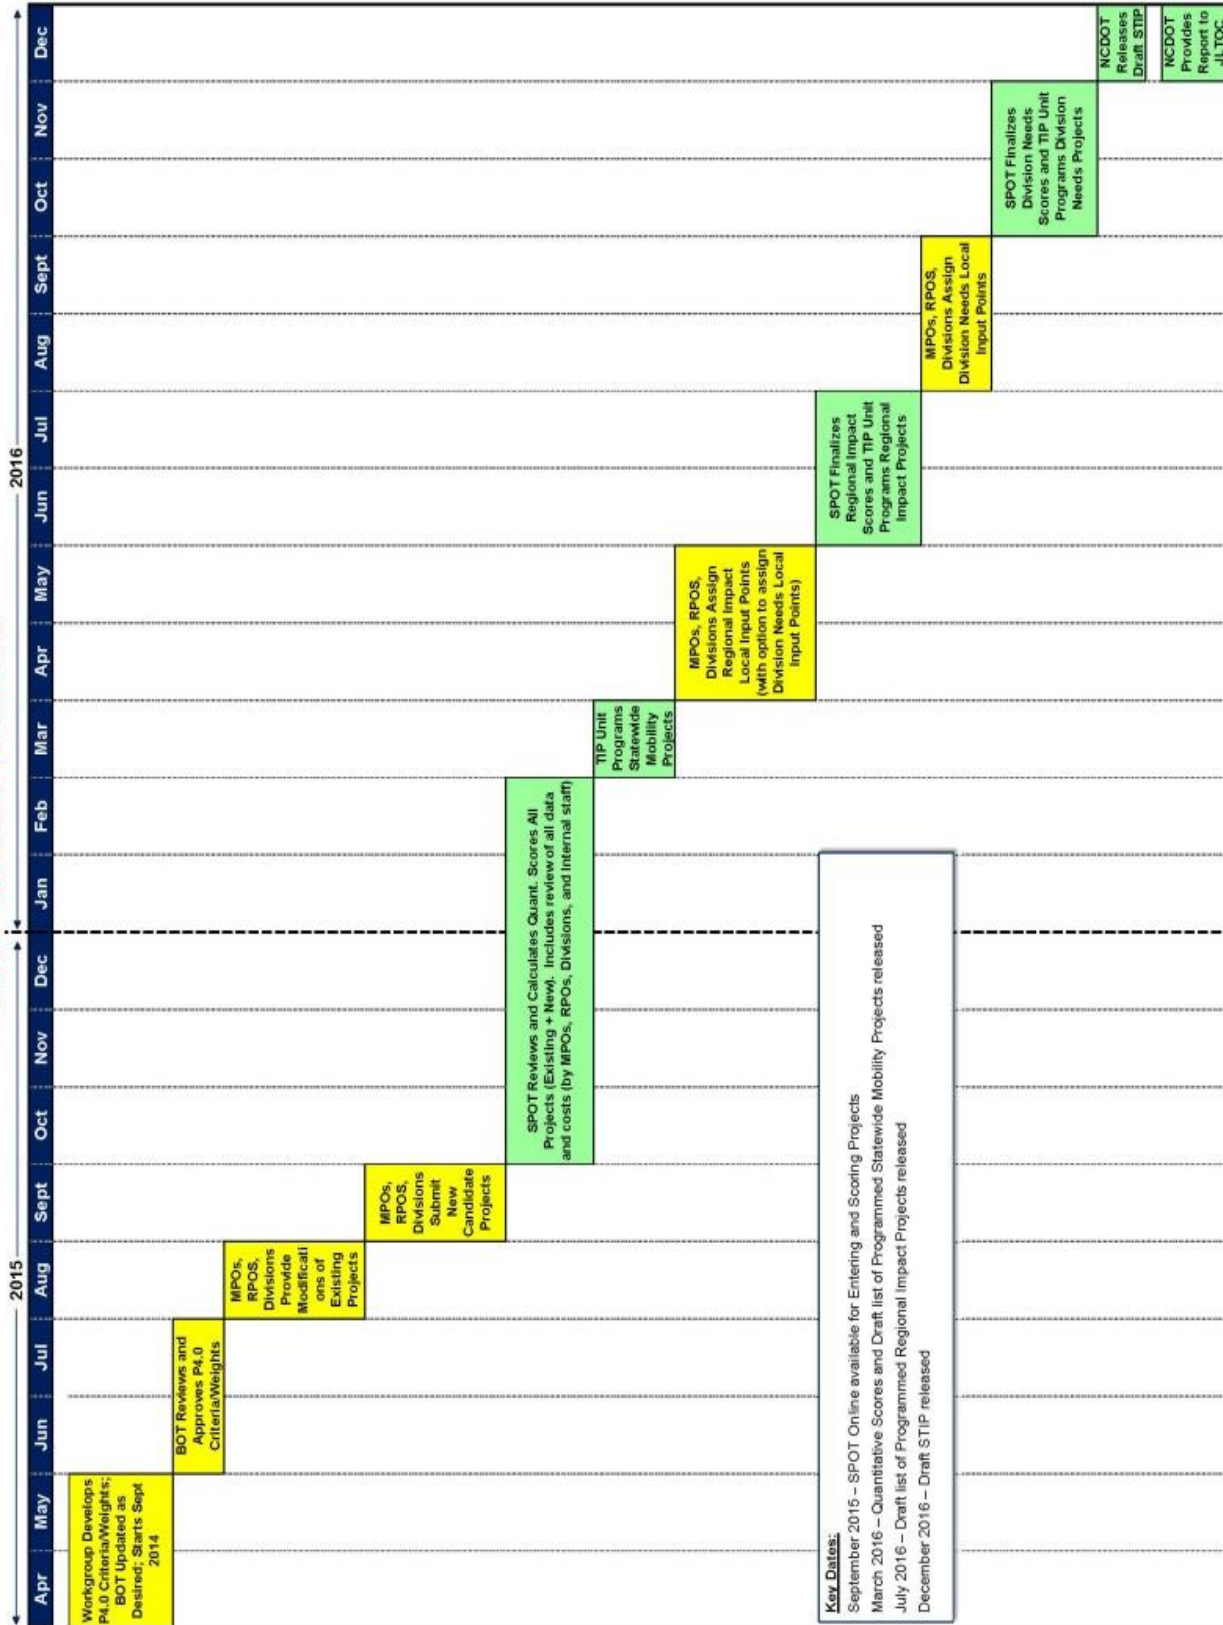 2015
2016
Apr
May
Jun
Jul
Aug
Sept
Oct
Nov
Dec
Jan
Feb
Mar
Apr
May
Jun
Jul
Aug
Sept
Oct
Nov
Dec
Workgroup Develops
P4.0 Criteria/Weights;
BOT Updated as
Desired; Starts Sept
2014
BOT Reviews and
Approves P4.0
Criteria/Weights
MPOs,
RPOS,
Divisions
Provide
Modificati
ons of
Existing
Projects
MPOs,
RPOS,
Divisions
Submit
New
Candidate
Projects
SPOT Reviews and Calculates Quant. Scores All
Projects (Existing + New). Includes review of all data
and costs (by MPOs, RPOs, Divisions, and Internal staff)
TIP Unit
Programs
Statewide
Mobility
Projects
MPOs, RPOS,
Divisions Assign
Regional Impact
Local Input Points
(with option to assign
Division Needs Local
Input Points)
SPOT Finalizes
Regional Impact
Scores and TIP Unit
Programs Regional
Impact Projects
MPOs, RPOS,
Divisions Assign
Division Needs Local
Input Points
SPOT Finalizes
Division Needs
Scores and TIP Unit
Programs Division
Needs Projects
NCDOT
Releases
Draft STIP
NCDOT
Provides
Report to
JLTOC
Key Dates:
September 2015 – SPOT Online available for Entering and Scoring Projects
March 2016 – Quantitative Scores and Draft list of Programmed Statewide Mobility Projects released
July 2016 – Draft list of Programmed Regional Impact Projects released
December 2016 – Draft STIP released